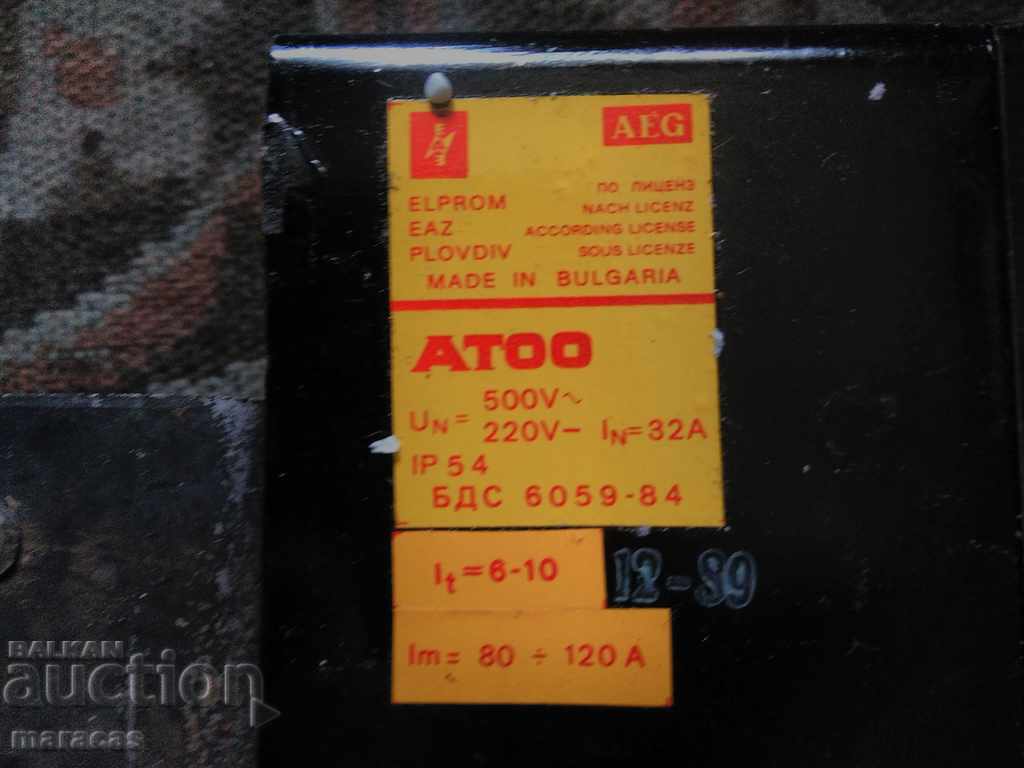 EAZ
AEG
ELPROM
EAZ
PLOVDIV
ПО ЛИЦЕНЗ
NACH LICENZ
ACCORDING LICENSE
SOUS LICENZE
MADE IN BULGARIA
ATOO
UN = 500V~
220V– IN=32A
IP 54
БДС 6059-84
It=6-10
12-89
Im= 80 ÷ 120 A
BALKAN
auction
maracas